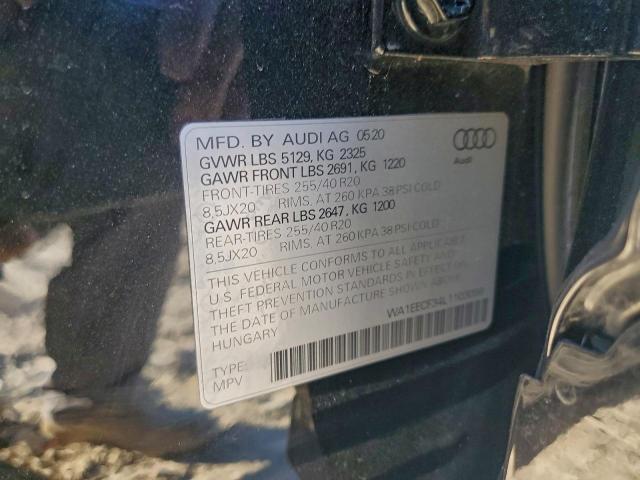 MFD. BY AUDI AG 05.20
GVWR LBS 5129, KG 2325
GAWR FRONT LBS 2691, KG 1220
FRONT-TIRES 255/40 R20
8,5JX20 RIMS, AT 260 KPA 38 PSI COLD
GAWR REAR LBS 2647, KG 1200
REAR-TIRES 255/40 R20
8,5JX20 RIMS, AT 260 KPA 38 PSI COLD
Audi
THIS VEHICLE CONFORMS TO ALL APPLICABLE
U.S. FEDERAL MOTOR VEHICLE SAFETY AND
THEFT PREVENTION STANDARDS IN EFFECT ON
THE DATE OF MANUFACTURE SHOWN ABOVE.
HUNGARY
TYPE:
MPV